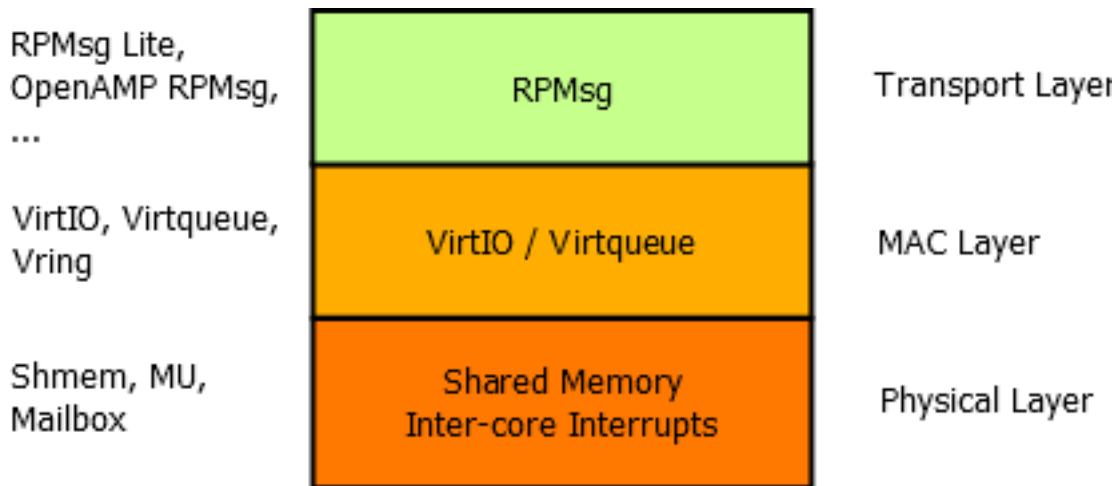 RPMsg Lite,
OpenAMP RPMsg,
...
RPMsg
Transport Layer
VirtIO, Virtqueue,
Vring
VirtIO / Virtqueue
MAC Layer
Shmem, MU,
Mailbox
Shared Memory
Inter-core Interrupts
Physical Layer